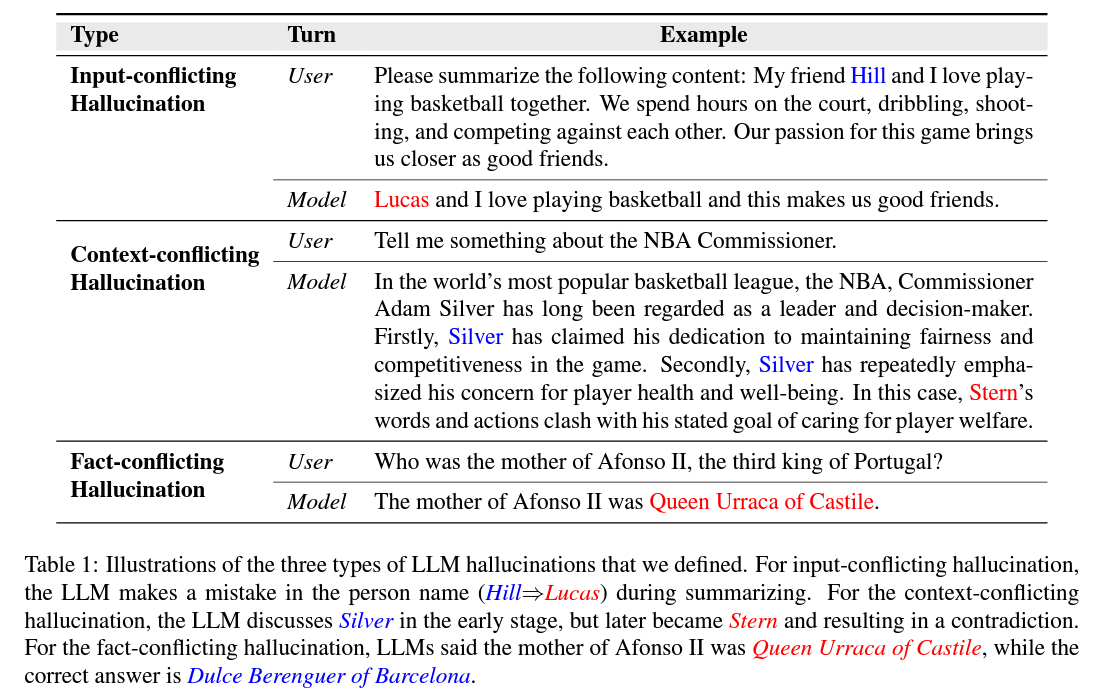 Type Turn Example
Input-conflicting Hallucination
User
Please summarize the following content: My friend Hill and I love play-
ing basketball together. We spend hours on the court, dribbling, shoot-
ing, and competing against each other. Our passion for this game brings
us closer as good friends.
Model
Lucas and I love playing basketball and this makes us good friends.
Context-conflicting Hallucination
User
Tell me something about the NBA Commissioner.
Model
In the world's most popular basketball league, the NBA, Commissioner
Adam Silver has long been regarded as a leader and decision-maker.
Firstly, Silver has claimed his dedication to maintaining fairness and
competitiveness in the game. Secondly, Silver has repeatedly empha-
sized his concern for player health and well-being. In this case, Stern's
words and actions clash with his stated goal of caring for player welfare.
Fact-conflicting Hallucination
User
Who was the mother of Afonso II, the third king of Portugal?
Model
The mother of Afonso II was Queen Urraca of Castile.
Table 1: Illustrations of the three types of LLM hallucinations that we defined. For input-conflicting hallucination,
the LLM makes a mistake in the person name (Hill⇒Lucas) during summarizing. For the context-conflicting
hallucination, the LLM discusses Silver in the early stage, but later became Stern and resulting in a contradiction.
For the fact-conflicting hallucination, LLMs said the mother of Afonso II was Queen Urraca of Castile, while the
correct answer is Dulce Berenguer of Barcelona.